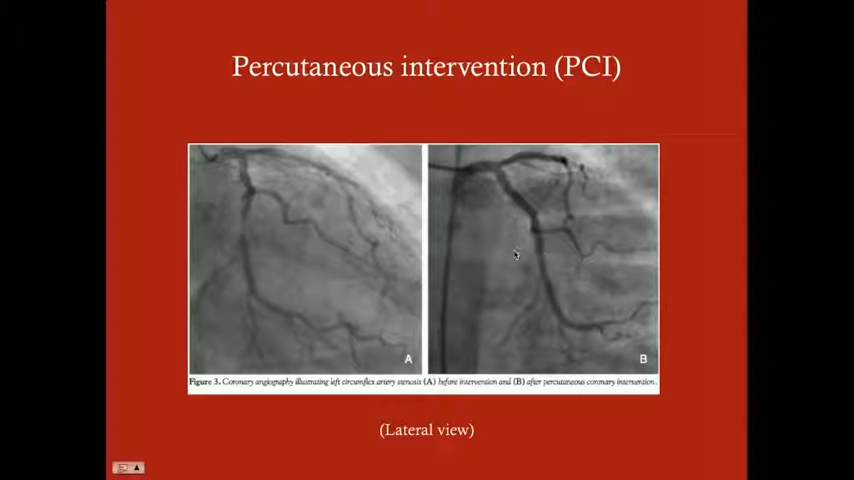 Percutaneous intervention (PCI)
A
B
Figure 3. Coronary angiography illustrating left circumflex artery stenosis (A) before intervention and (B) after percutaneous coronary intervention.
(Lateral view)